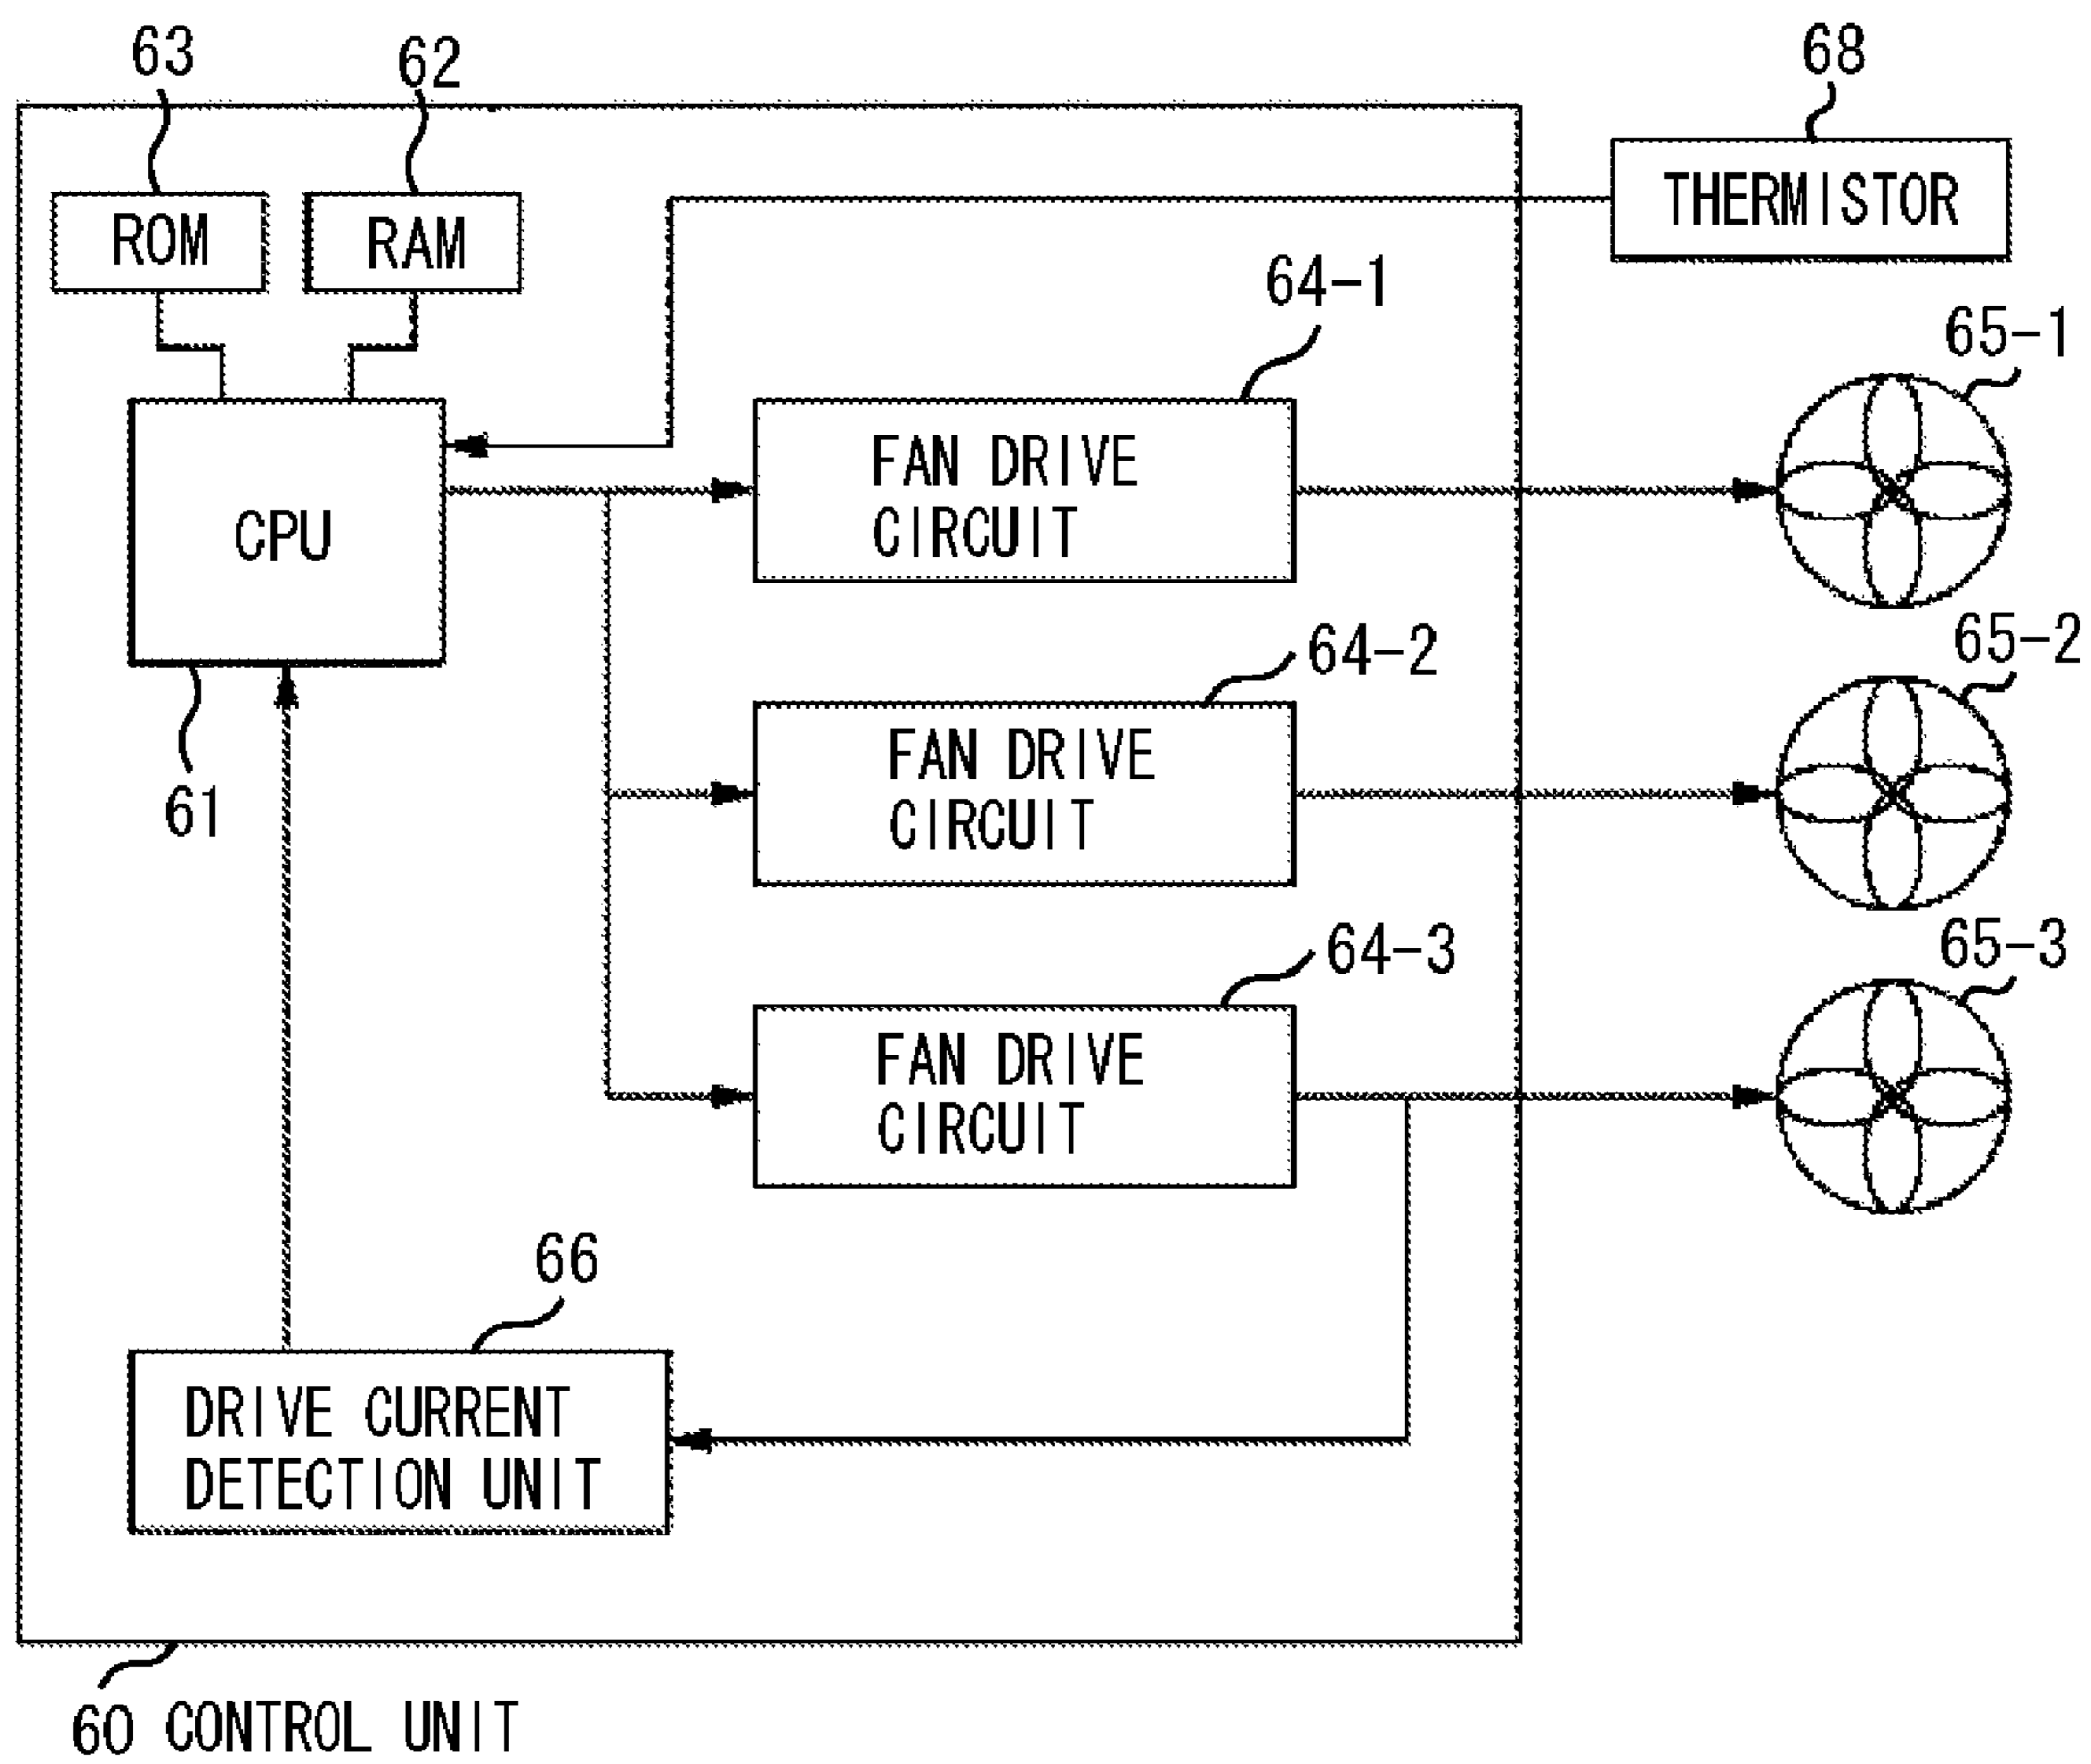 63
62
68
ROM
RAM
THERMISTOR
64-1
65-1
FAN DRIVE
CIRCUIT
CPU
64-2
65-2
61
FAN DRIVE
CIRCUIT
64-3
65-3
FAN DRIVE
CIRCUIT
66
DRIVE CURRENT
DETECTION UNIT
60 CONTROL UNIT